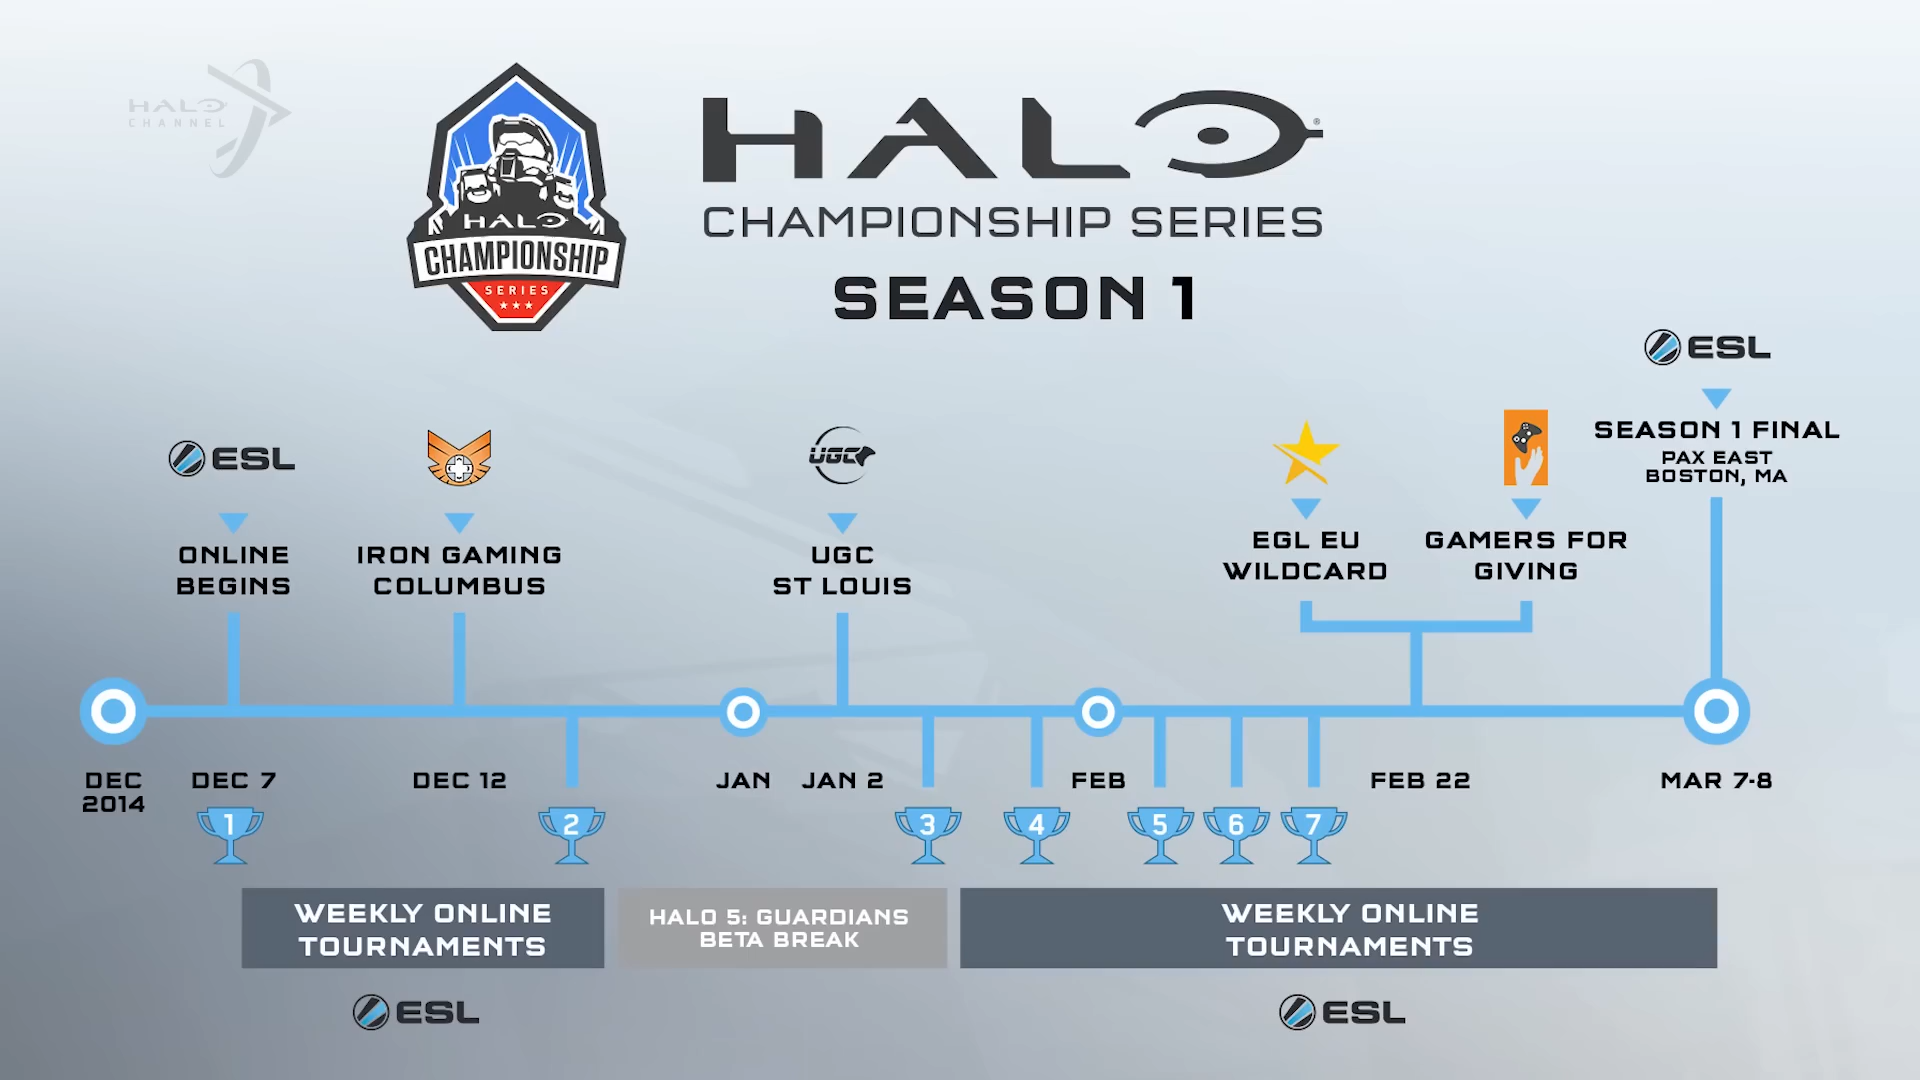 HALO
CHANNEL
HALO
CHAMPIONSHIP
SERIES
HALO®
CHAMPIONSHIP SERIES
SEASON 1
ESL
SEASON 1 FINAL
PAX EAST
BOSTON, MA
ESL
UGC
ONLINE
BEGINS
IRON GAMING
COLUMBUS
UGC
ST LOUIS
EGL EU
WILDCARD
GAMERS FOR
GIVING
DEC
2014
DEC 7
DEC 12
JAN
JAN 2
FEB
FEB 22
MAR 7-8
1
2
3
4
5
6
7
WEEKLY ONLINE
TOURNAMENTS
HALO 5: GUARDIANS
BETA BREAK
WEEKLY ONLINE
TOURNAMENTS
ESL
ESL